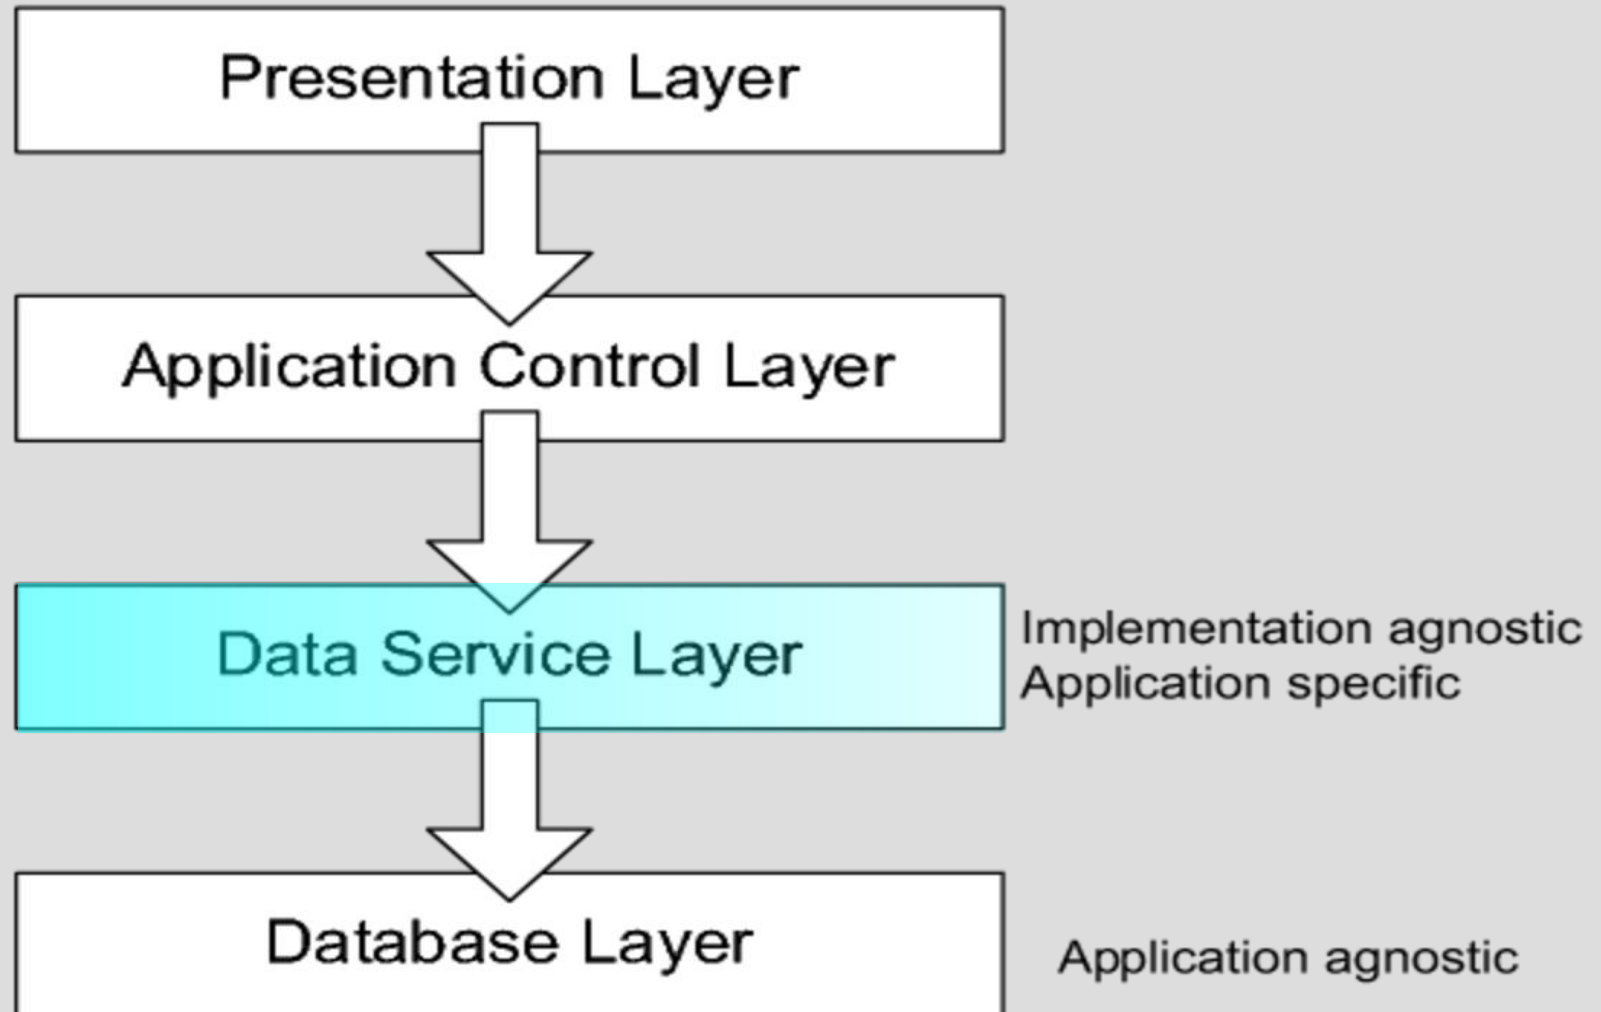 Presentation Layer
Application Control Layer
Data Service Layer
Implementation agnostic
Application specific
Database Layer
Application agnostic